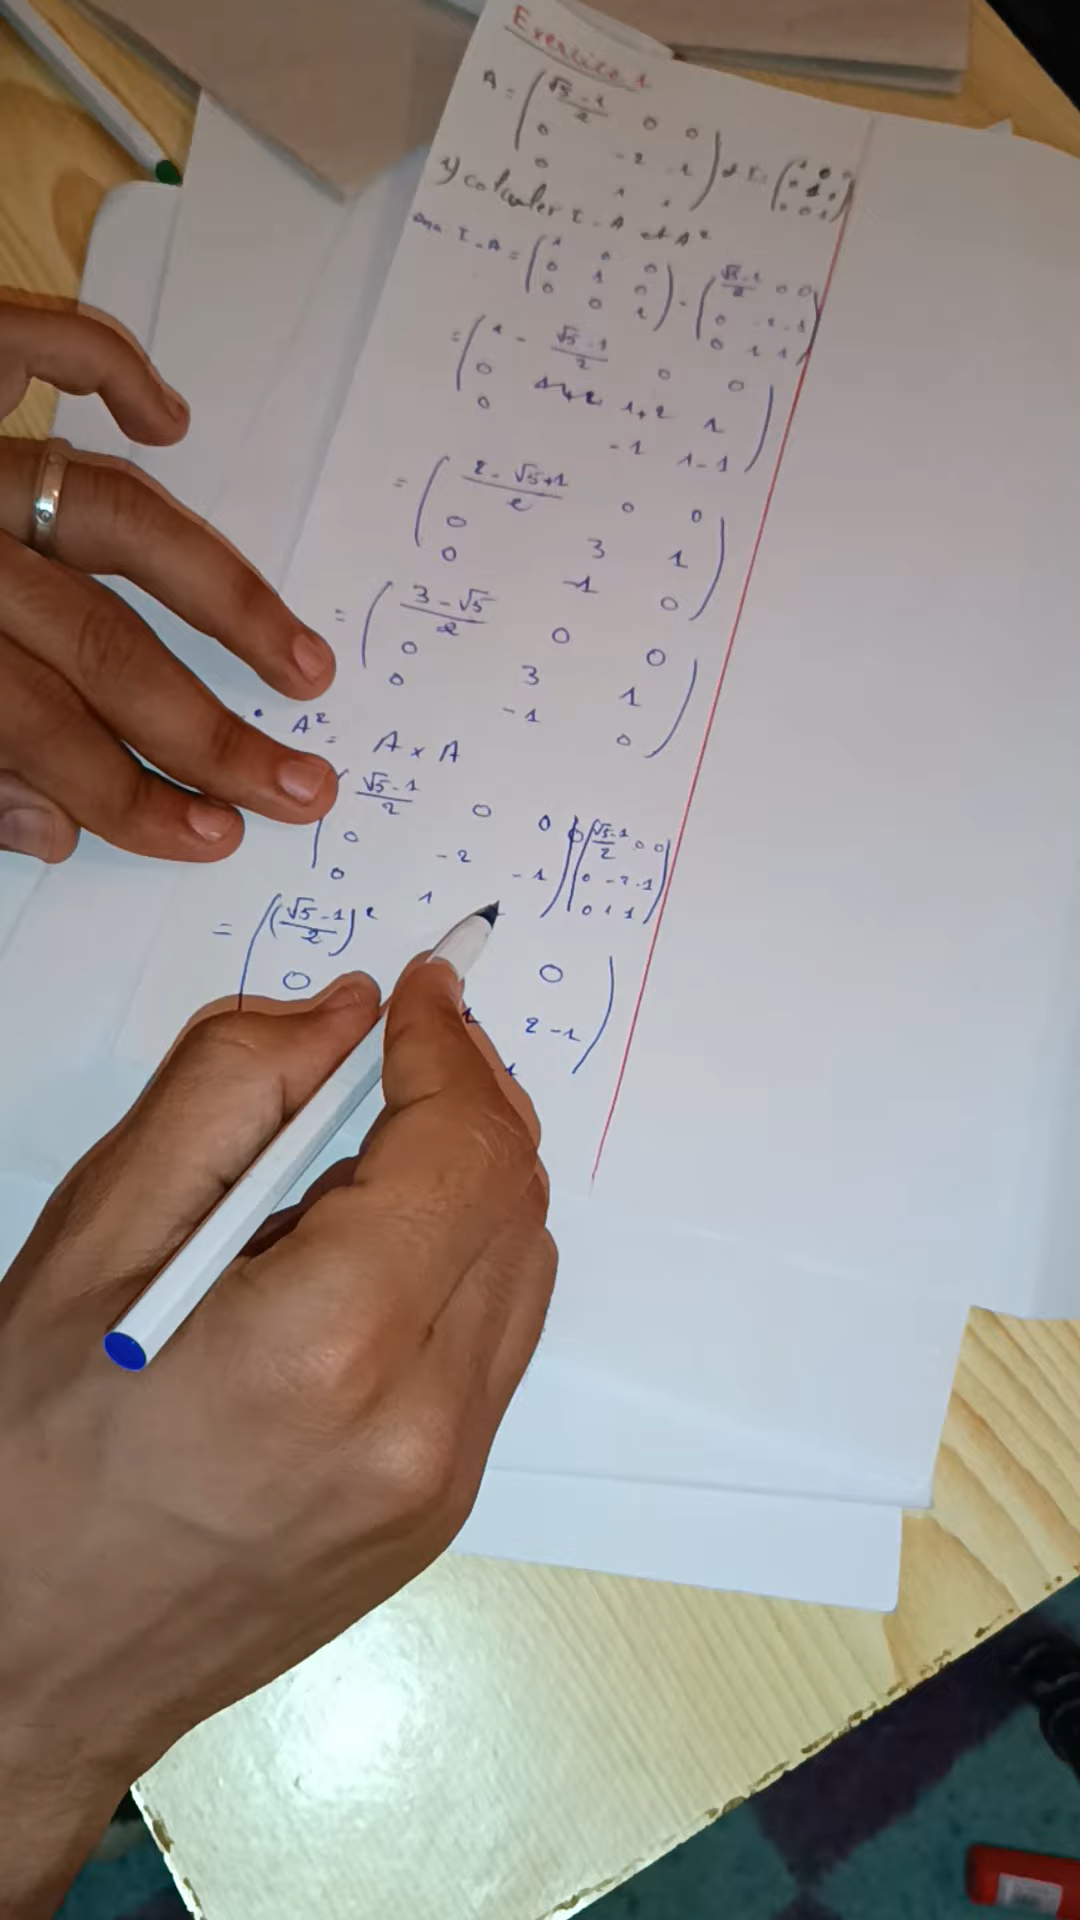 Exercice 1
A = ( (√5 - 1)/2 0 0
0 -2 -1
0 1 1 ) et I = ( 1 0 0
0 1 0
0 0 1 )
1) calculer I - A et A²
I - A = ( 1 0 0
0 1 0
0 0 1 ) - ( (√5 - 1)/2 0 0
0 -2 -1
0 1 1 )
= ( 1 - (√5 - 1)/2 0 0
0 1+2 1
0 -1 1-1 )
= ( (2 - √5+1)/2 0 0
0 3 1
0 -1 0 )
= ( (3 - √5)/2 0 0
0 3 1
0 -1 0 )
• A² = A × A
( (√5 - 1)/2 0 0
0 -2 -1
0 1 ) ( (√5-1)/2 0 0
0 -2 -1
0 1 1 )
= ( ((√5 - 1)/2)² 0
0 1 2 - 1
1 )